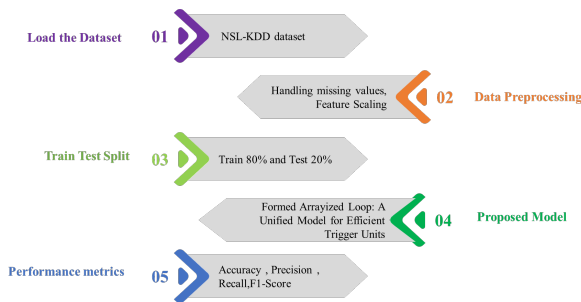 Load the Dataset
01
NSL-KDD dataset
Handling missing values,
Feature Scaling
02
Data Preprocessing
Train Test Split
03
Train 80% and Test 20%
Formed Arrayized Loop: A
Unified Model for Efficient
Trigger Units
04
Proposed Model
Performance metrics
05
Accuracy , Precision ,
Recall,F1-Score